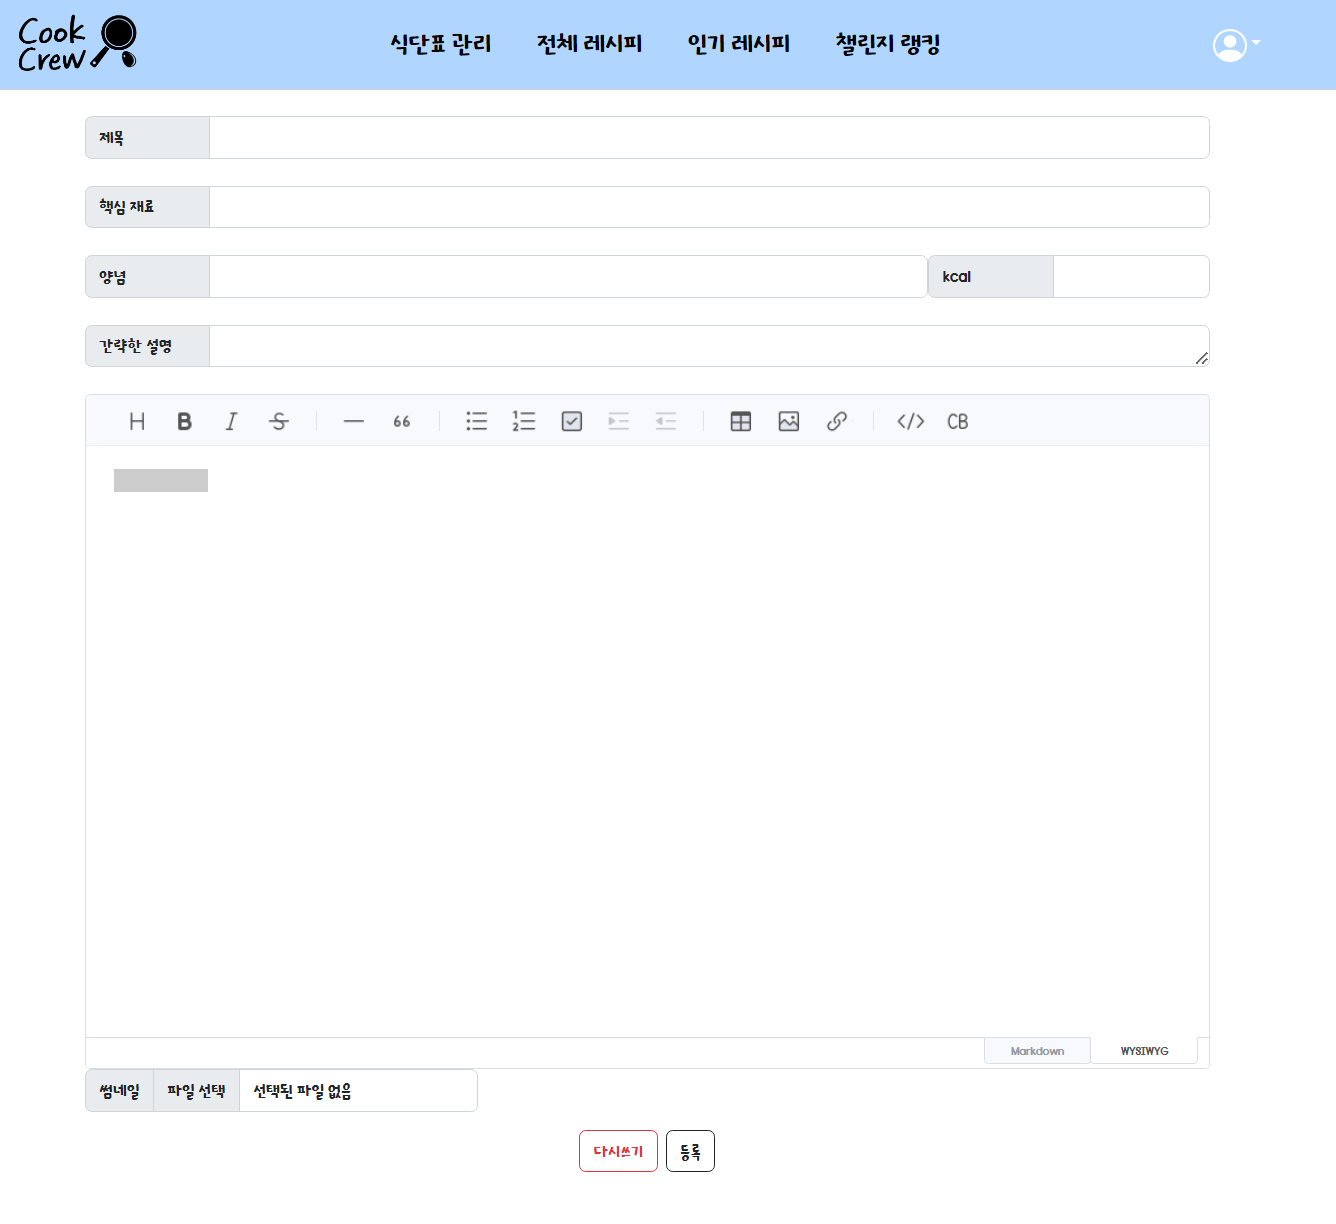 Cook
Crew
식단표 관리 전체 레시피 인기 레시피 챌린지 랭킹
제목
핵심 재료
양념 kcal
간략한 설명
H B I S 66 CB
Markdown WYSIWYG
썸네일 파일 선택 선택된 파일 없음
다시쓰기 등록